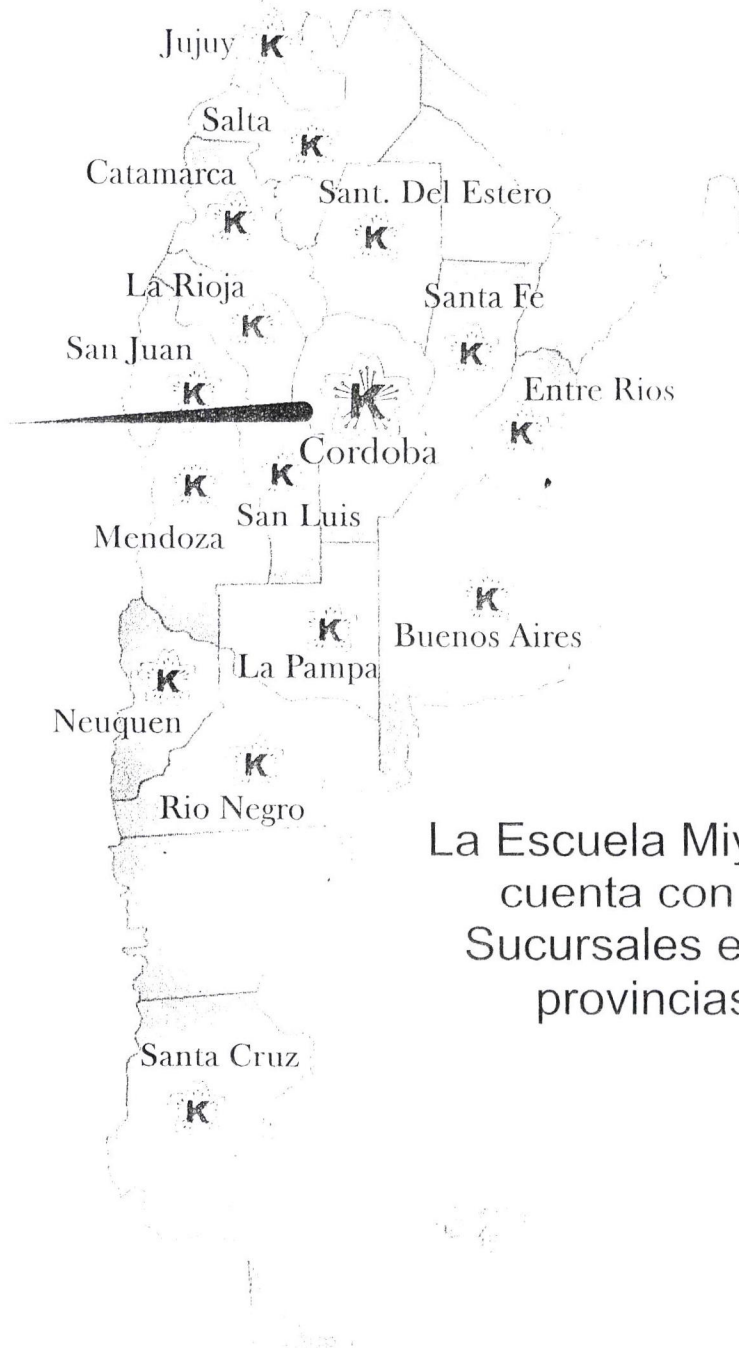 Jujuy K
Salta
K
Catamarca
Sant. Del Estero
K
K
La Rioja
Santa Fe
K
San Juan
K
K
K
Entre Rios
K
Cordoba
K
K
San Luis
Mendoza
K
K
Buenos Aires
La Pampa
K
Neuquen
K
Rio Negro
La Escuela
cuenta con
Sucursales
provincias
Santa Cruz
K